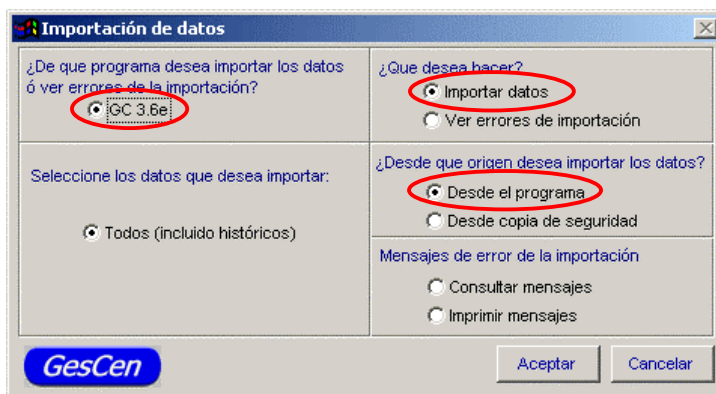 Importación de datos
¿De que programa desea importar los datos
ó ver errores de la importación?
GC 3.6e
Seleccione los datos que desea importar:
Todos (incluido históricos)
¿Que desea hacer?
Importar datos
Ver errores de importación
¿Desde que origen desea importar los datos?
Desde el programa
Desde copia de seguridad
Mensajes de error de la importación
Consultar mensajes
Imprimir mensajes
GesCen
Aceptar
Cancelar